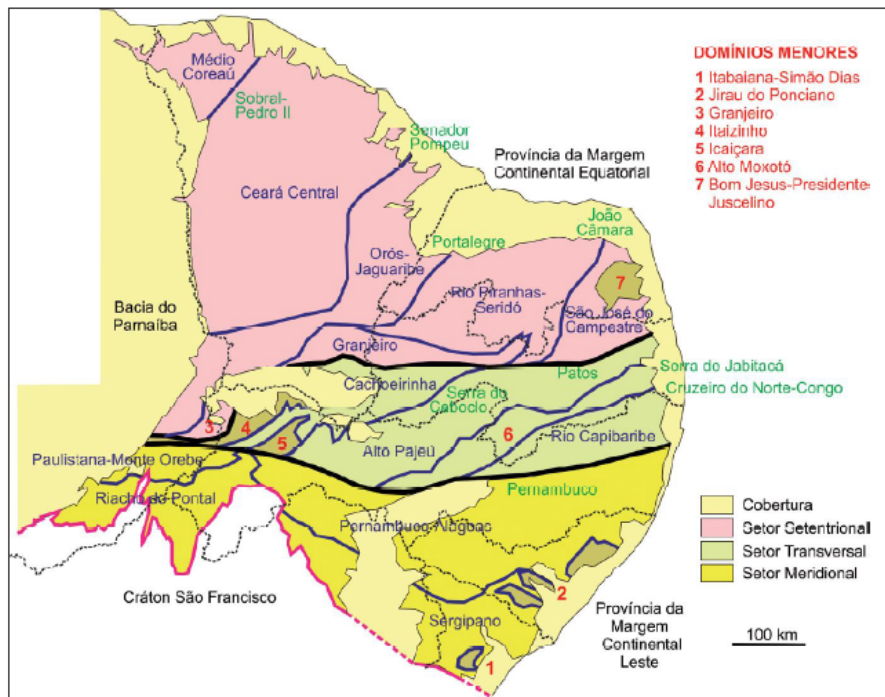 DOMÍNIOS MENORES
1 Itabaiana-Simão Dias
2 Jirau do Ponciano
3 Granjeiro
4 Itaizinho
5 Icaiçara
6 Alto Moxotó
7 Bom Jesus-Presidente-
Juscelino
Médio
Coreaú
Sobral-
Pedro II
Senador
Pompeu
Província da Margem
Continental Equatorial
Ceará Central
João
Câmara
Portalegre
Orós-
Jaguaribe
Rio Piranhas-
Seridó
7
São José do
Campestre
Bacia do
Parnaíba
Granjeiro
Cachoeirinha
Patos
Serra do Jabitacá
Serra do
Caboclo
Cruzeiro do Norte-Congo
3
4
5
6
Alto Pajeú
Rio Capibaribe
Paulistana-Monte Orebe
Riacho do Pontal
Pernambuco
Pernambuco-Alagoas
Cobertura
Setor Setentrional
Setor Transversal
Setor Meridional
Cráton São Francisco
2
Sergipano
Província da
Margem
Continental
Leste
1
100 km